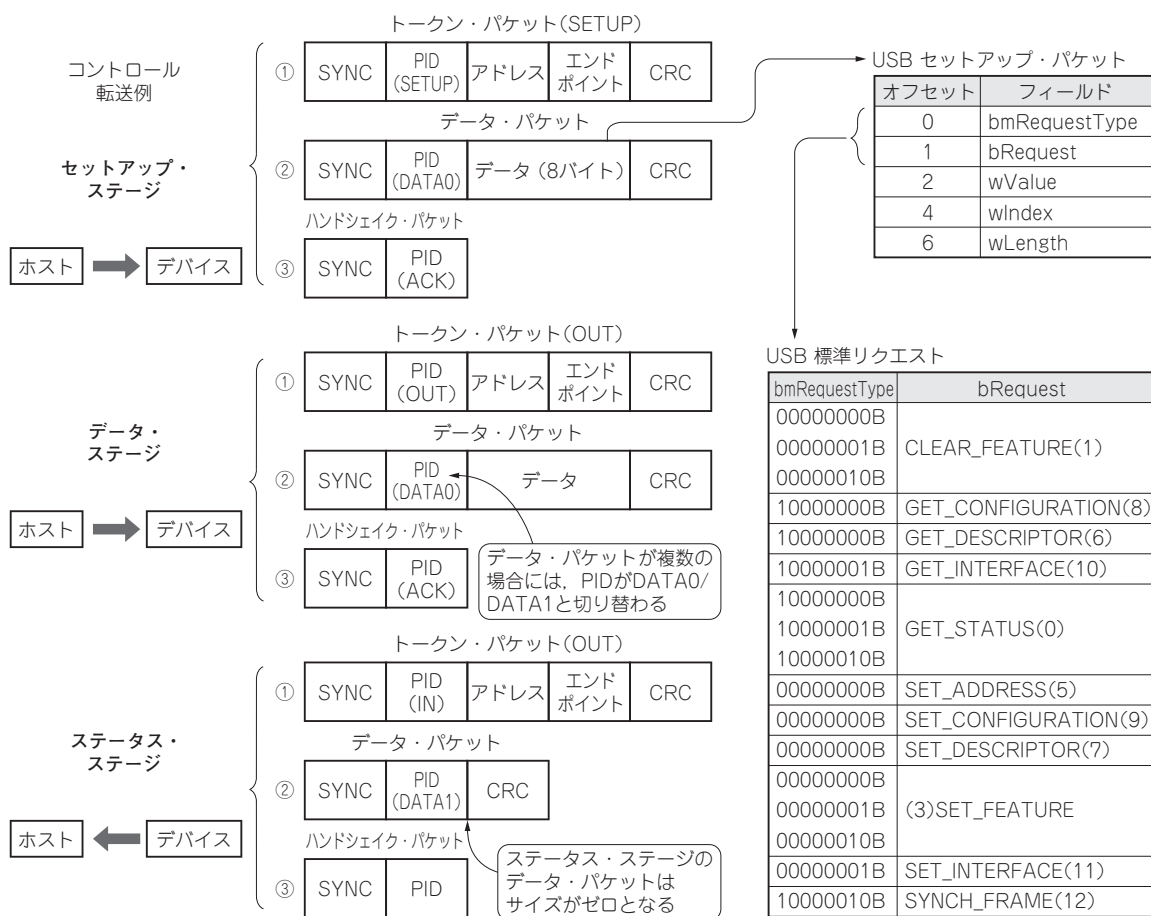 コントロール
転送例
セットアップ・
ステージ
ホスト
デバイス
トークン・パケット(SETUP)
① SYNC PID (SETUP) アドレス エンドポイント CRC
データ・パケット
② SYNC PID (DATA0) データ (8バイト) CRC
ハンドシェイク・パケット
③ SYNC PID (ACK)
データ・
ステージ
ホスト
デバイス
トークン・パケット(OUT)
① SYNC PID (OUT) アドレス エンドポイント CRC
データ・パケット
② SYNC PID (DATA0) データ CRC
ハンドシェイク・パケット
③ SYNC PID (ACK)
データ・パケットが複数の
場合には，PIDがDATA0/
DATA1と切り替わる
ステータス・
ステージ
ホスト
デバイス
トークン・パケット(OUT)
① SYNC PID (IN) アドレス エンドポイント CRC
データ・パケット
② SYNC PID (DATA1) CRC
ハンドシェイク・パケット
③ SYNC PID
ステータス・ステージの
データ・パケットは
サイズがゼロとなる
USB セットアップ・パケット
オフセット フィールド
0 bmRequestType
1 bRequest
2 wValue
4 wIndex
6 wLength
USB 標準リクエスト
bmRequestType bRequest
00000000B
00000001B CLEAR_FEATURE(1)
00000010B
10000000B GET_CONFIGURATION(8)
10000000B GET_DESCRIPTOR(6)
10000001B GET_INTERFACE(10)
10000000B
10000001B GET_STATUS(0)
10000010B
00000000B SET_ADDRESS(5)
00000000B SET_CONFIGURATION(9)
00000000B SET_DESCRIPTOR(7)
00000000B
00000001B (3)SET_FEATURE
00000010B
00000001B SET_INTERFACE(11)
10000010B SYNCH_FRAME(12)